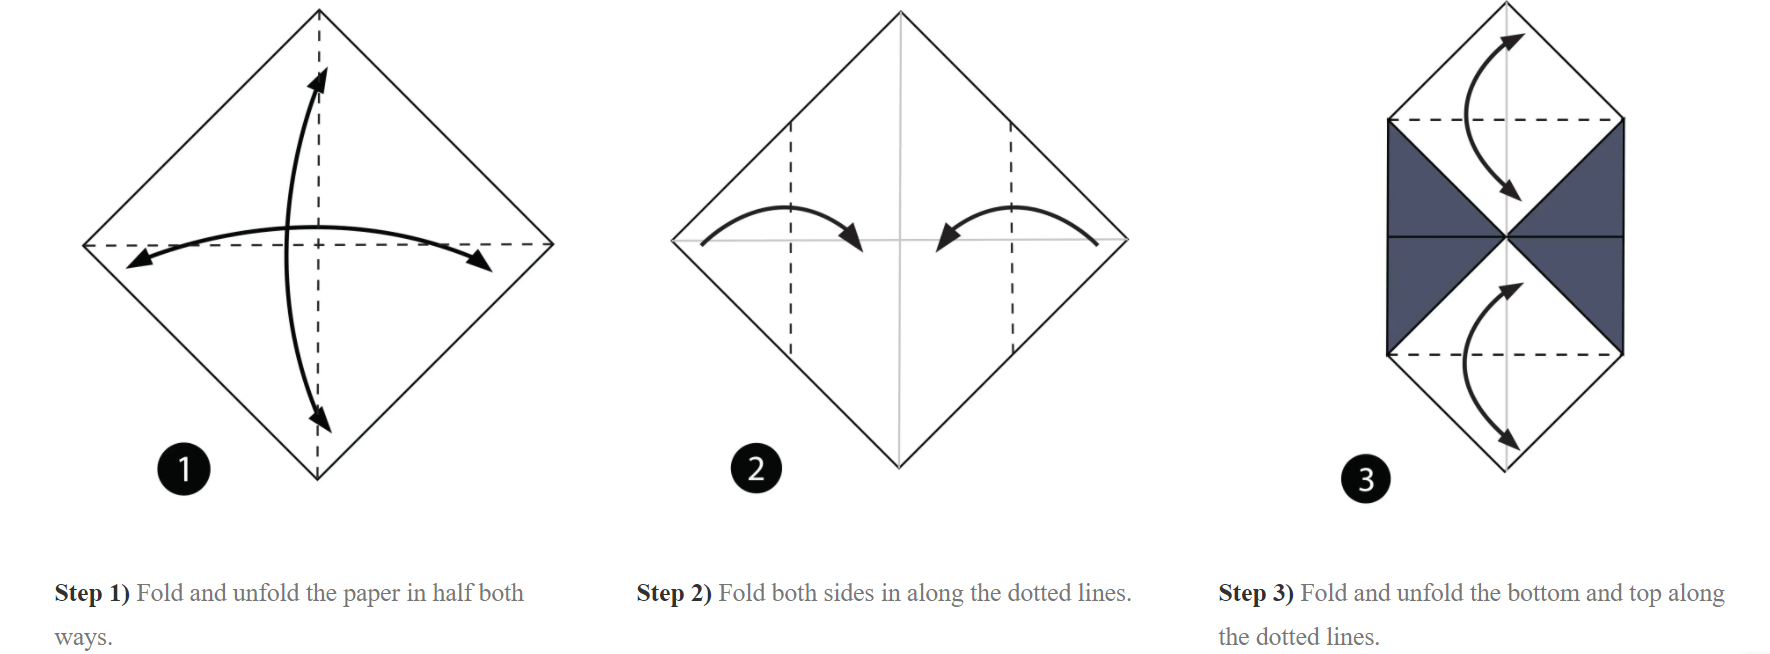 1
2
3
Step 1) Fold and unfold the paper in half both
ways.
Step 2) Fold both sides in along the dotted lines.
Step 3) Fold and unfold the bottom and top along
the dotted lines.